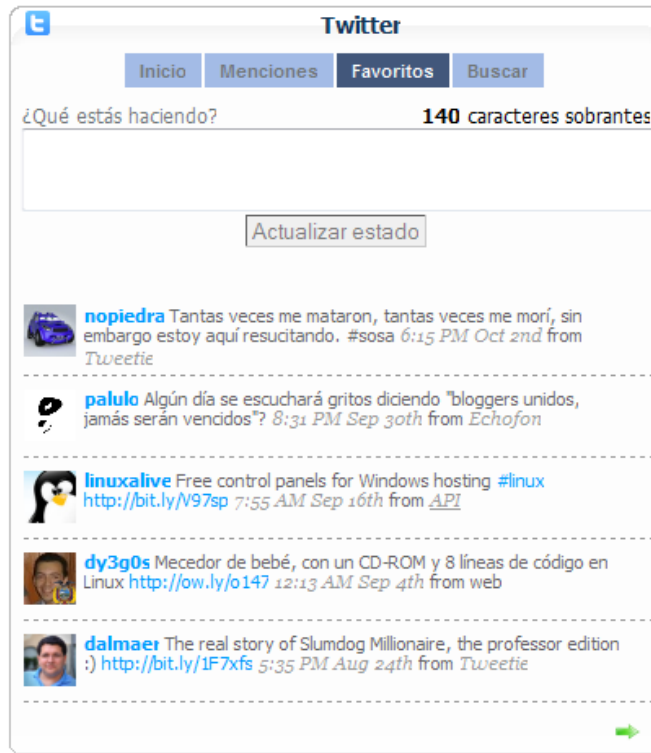 Twitter
Inicio Menciones Favoritos Buscar
¿Qué estás haciendo? 140 caracteres sobrantes
Actualizar estado
nopiedra Tantas veces me mataron, tantas veces me morí, sin
embargo estoy aquí resucitando. #sosa 6:15 PM Oct 2nd from
Tweetie
palulo Algún día se escuchará gritos diciendo "bloggers unidos,
jamás serán vencidos"? 8:31 PM Sep 30th from Echofon
linuxalive Free control panels for Windows hosting #linux
http://bit.ly/V97sp 7:55 AM Sep 16th from API
dy3g0s Mecedor de bebé, con un CD-ROM y 8 líneas de código en
Linux http://ow.ly/o147 12:13 AM Sep 4th from web
dalmaer The real story of Slumdog Millionaire, the professor edition
:) http://bit.ly/1F7xfs 5:35 PM Aug 24th from Tweetie